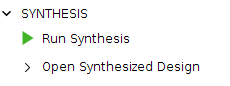 SYNTHESIS
Run Synthesis
Open Synthesized Design